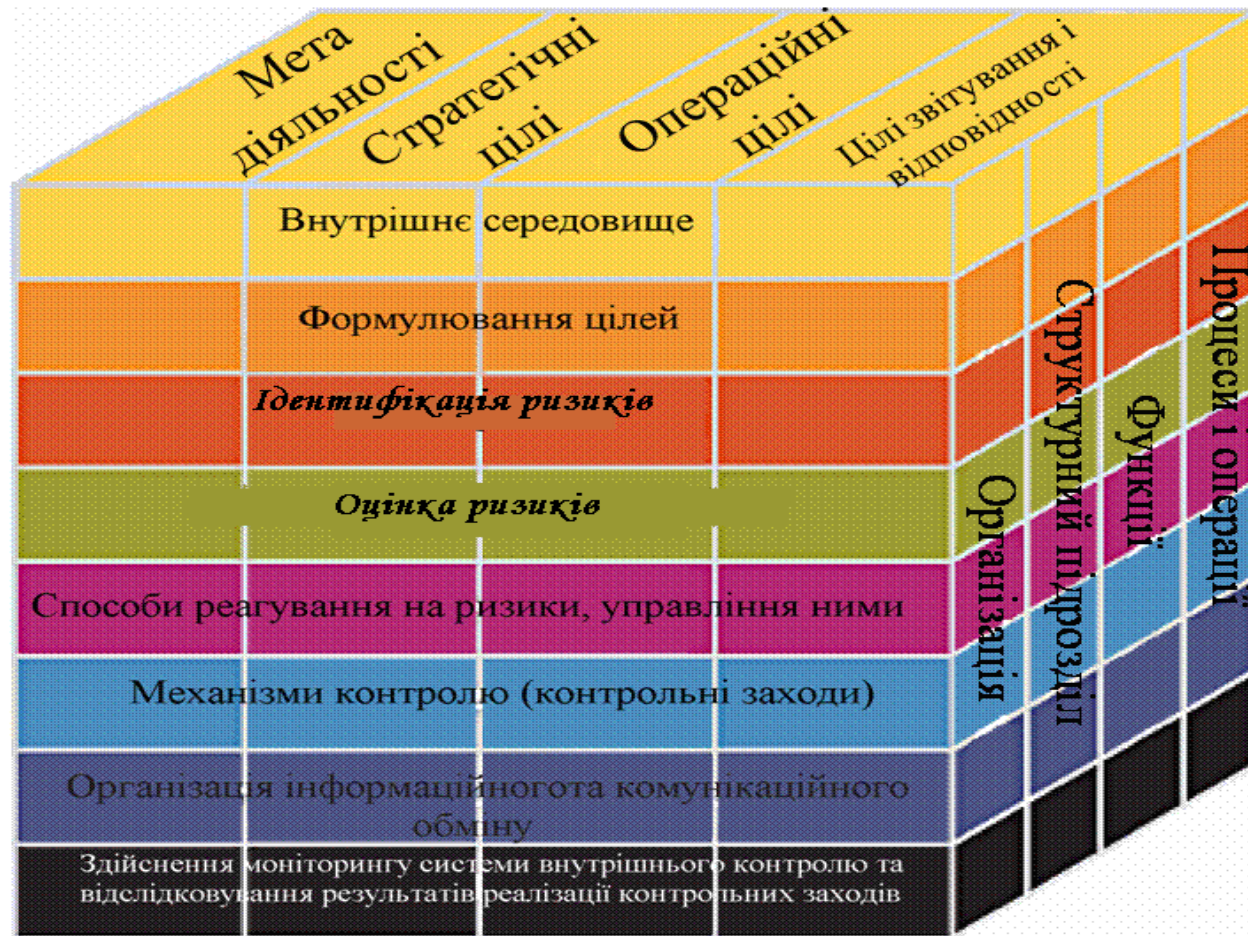 Мета
діяльності
Стратегічні
цілі
Операційні
цілі
Цілі звітування і
відповідності
Внутрішнє середовище
Формулювання цілей
Ідентифікація ризиків
Оцінка ризиків
Способи реагування на ризики, управління ними
Механізми контролю (контрольні заходи)
Організація інформаційногота комунікаційного
обміну
Здійснення моніторингу системи внутрішнього контролю та
відслідковування результатів реалізації контрольних заходів
Організація
Структурний підрозділ
Функції
Процеси і операції